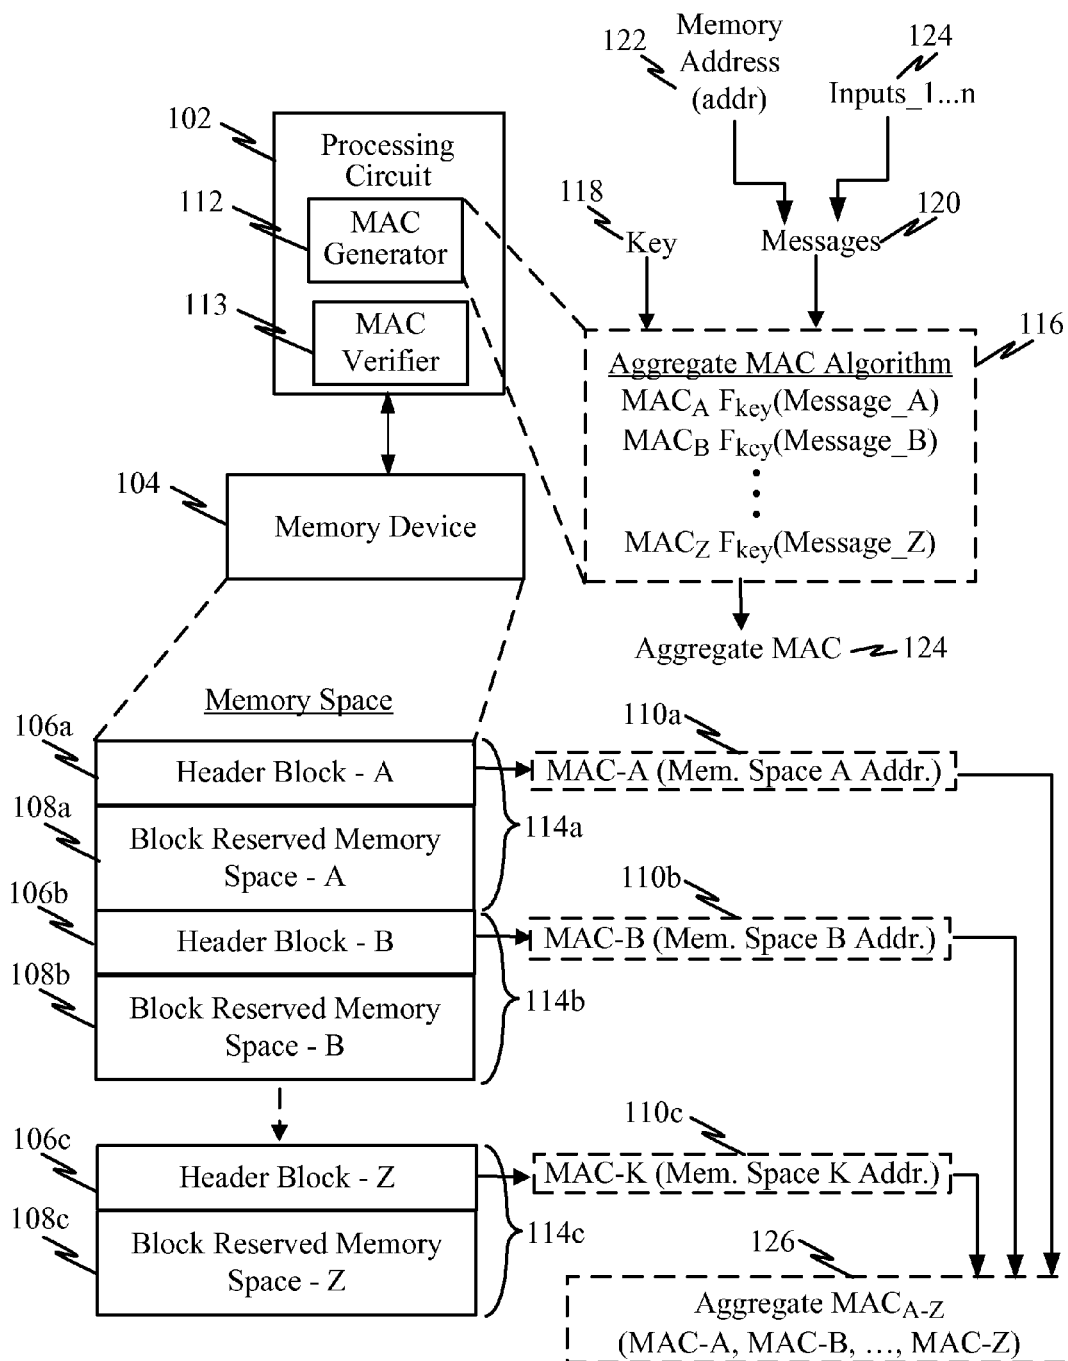 122
Memory
Address
(addr)
124
Inputs_1...n
102
Processing
Circuit
112
MAC
Generator
113
MAC
Verifier
118
Key
Messages
120
116
Aggregate MAC Algorithm
MACA Fkey(Message_A)
MACB Fkey(Message_B)
MACZ Fkey(Message_Z)
104
Memory Device
Aggregate MAC
124
Memory Space
106a
Header Block - A
110a
MAC-A (Mem. Space A Addr.)
108a
Block Reserved Memory
Space - A
114a
106b
Header Block - B
110b
MAC-B (Mem. Space B Addr.)
108b
Block Reserved Memory
Space - B
114b
106c
Header Block - Z
110c
MAC-K (Mem. Space K Addr.)
108c
Block Reserved Memory
Space - Z
114c
126
Aggregate MACA-Z
(MAC-A, MAC-B, ..., MAC-Z)